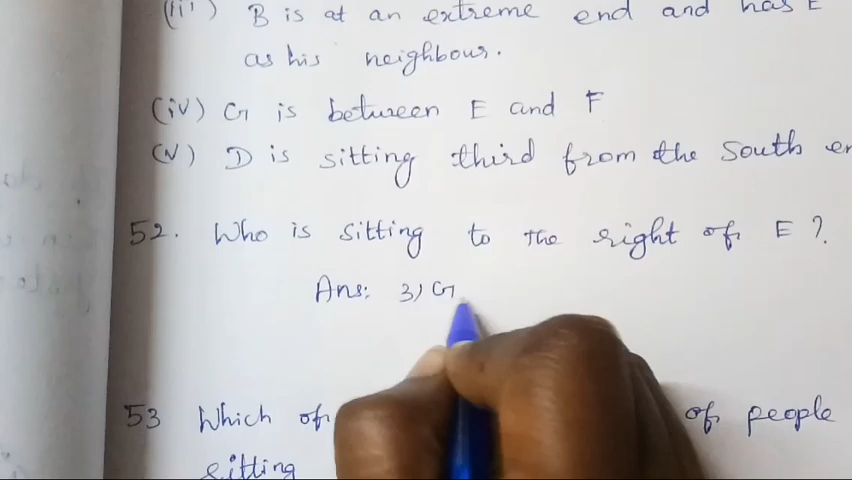 (iii) B is at an extreme end and has E
as his neighbour.
(iv) G is between E and F
(v) D is sitting third from the South en
52. Who is sitting to the right of E ?
Ans: 3) G
53 Which of of people
sitting